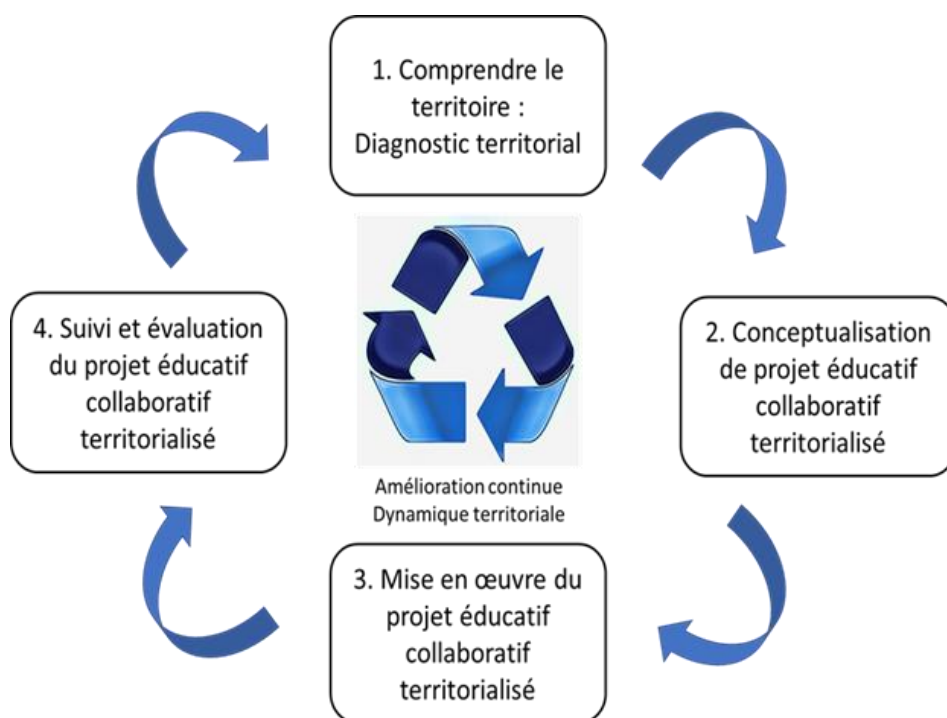 1. Comprendre le
territoire :
Diagnostic territorial
2. Conceptualisation
de projet éducatif
collaboratif
territorialisé
3. Mise en œuvre du
projet éducatif
collaboratif
territorialisé
4. Suivi et évaluation
du projet éducatif
collaboratif
territorialisé
Amélioration continue
Dynamique territoriale